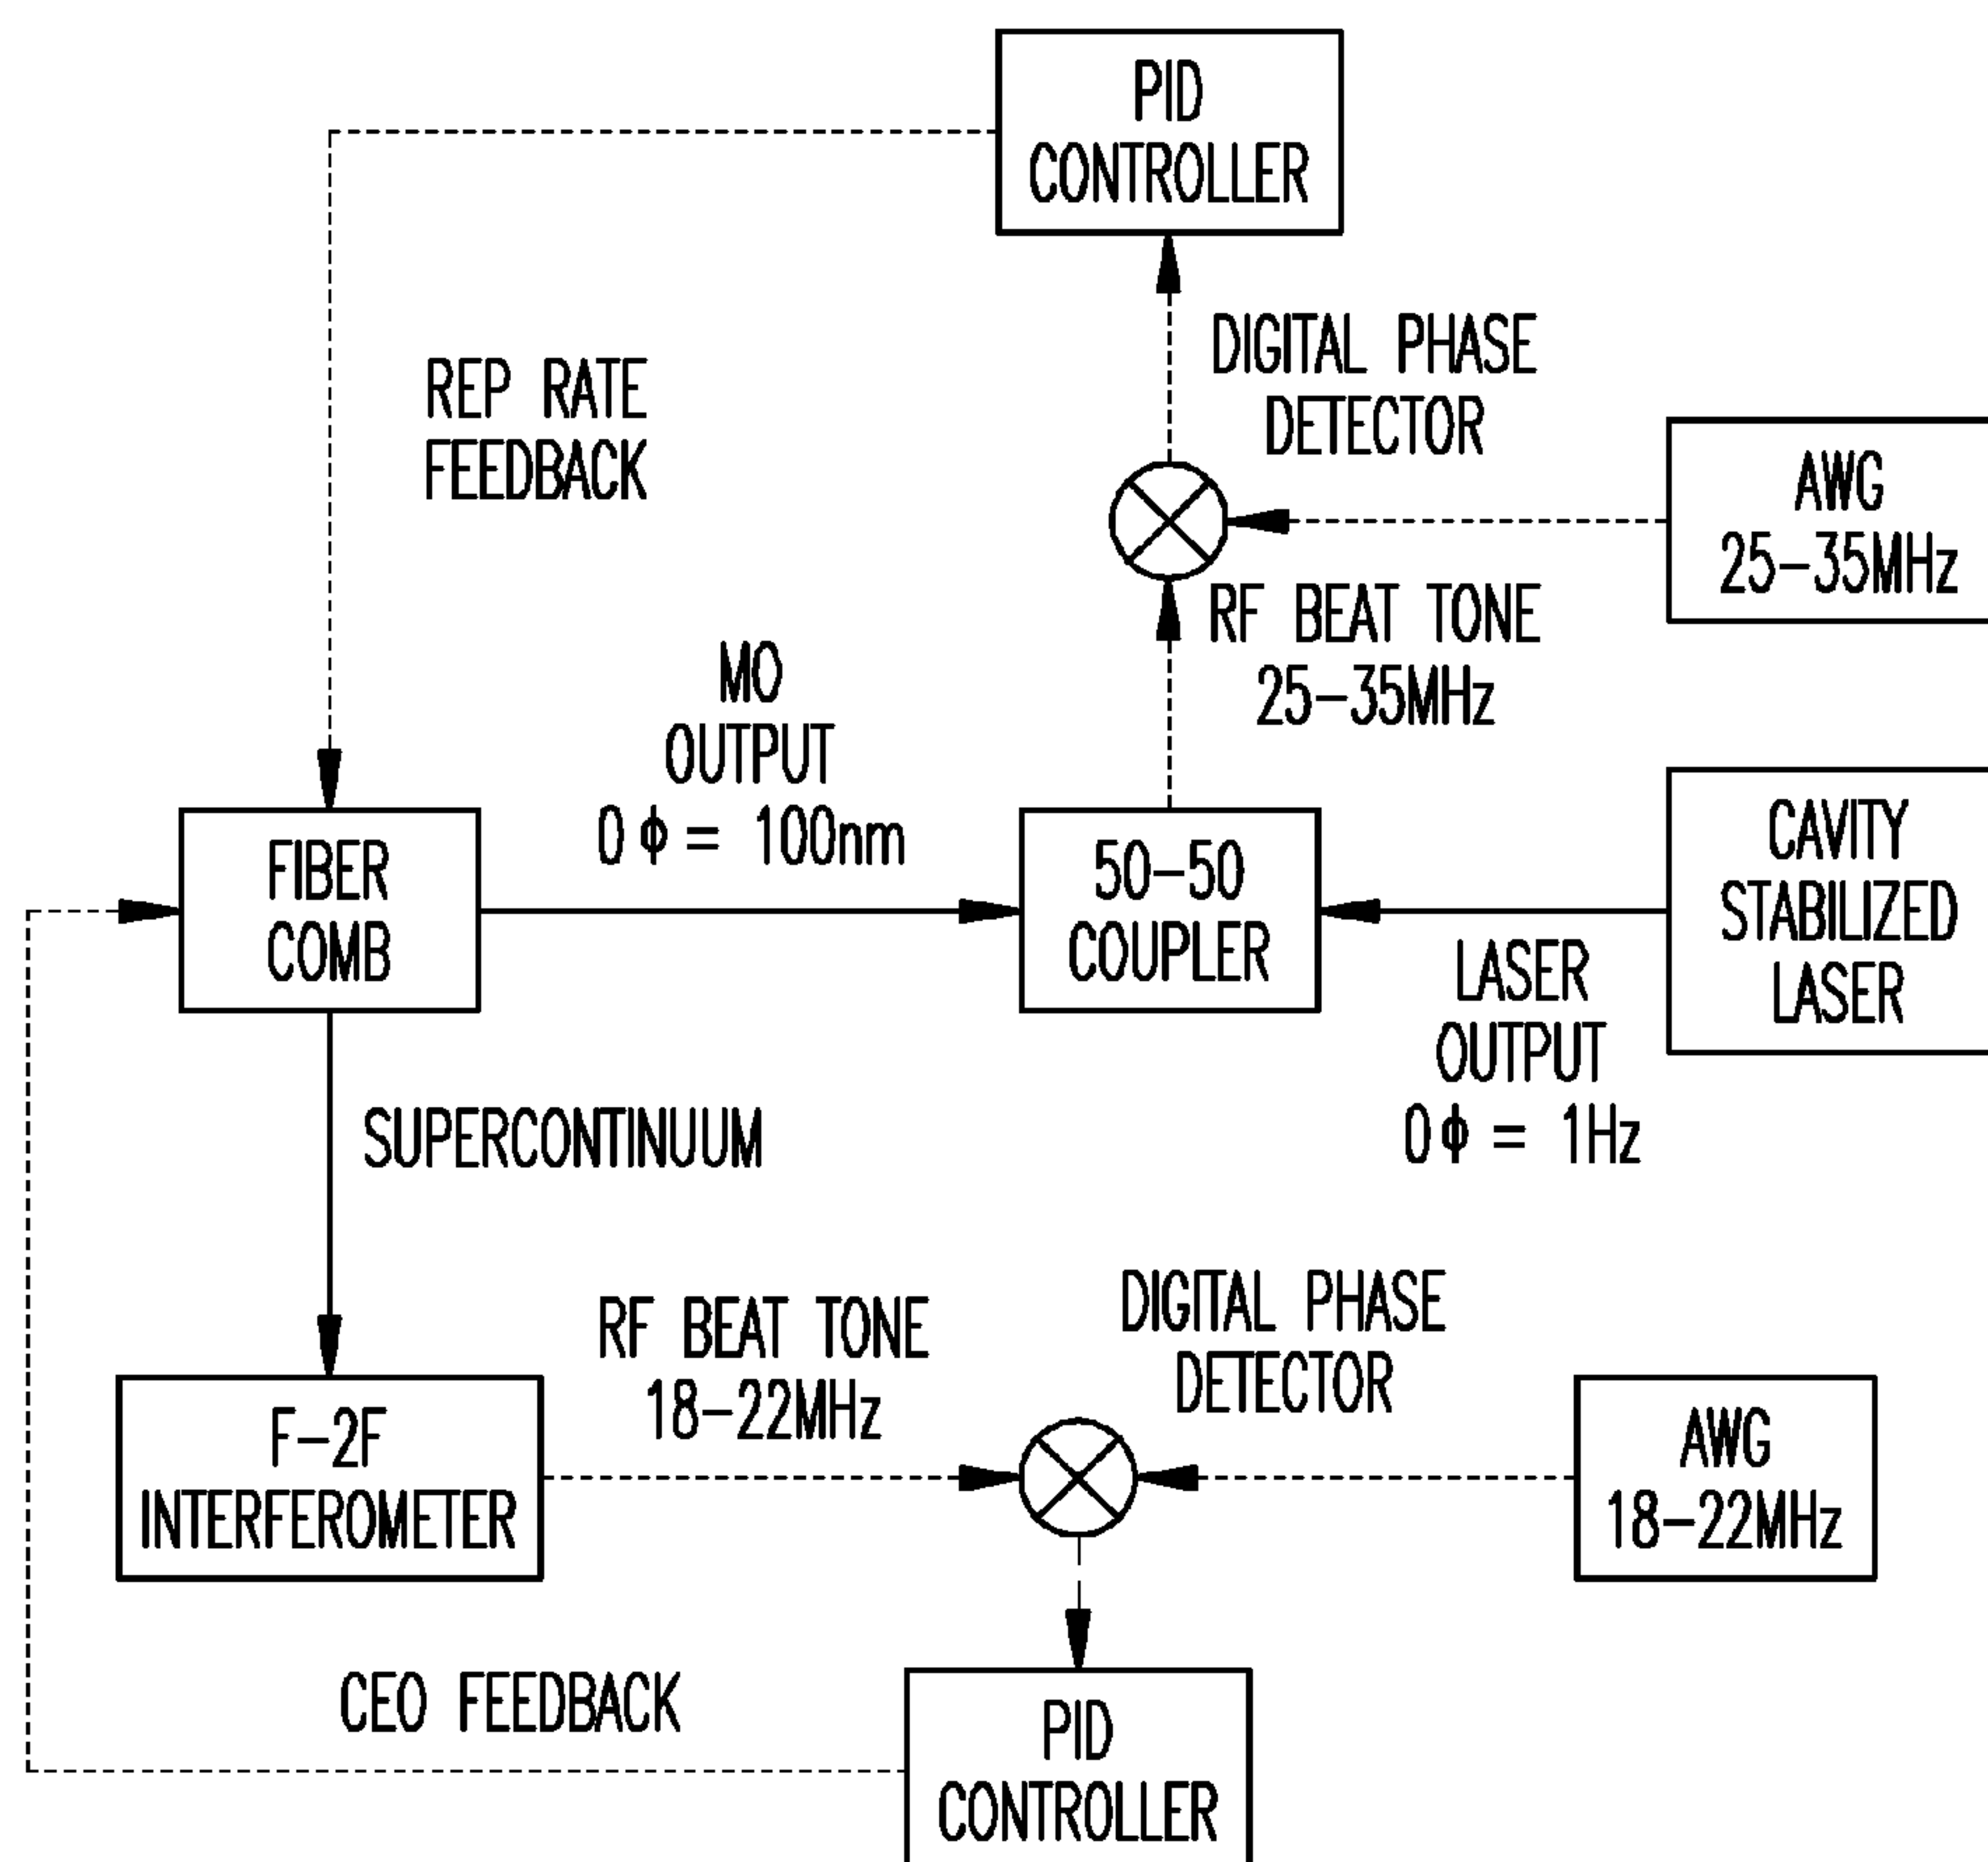 PID
CONTROLLER
DIGITAL PHASE
DETECTOR
REP RATE
FEEDBACK
AWG
25-35MHz
RF BEAT TONE
25-35MHz
MO
OUTPUT
0 ϕ = 100nm
FIBER
COMB
50-50
COUPLER
CAVITY
STABILIZED
LASER
LASER
OUTPUT
0 ϕ = 1Hz
SUPERCONTINUUM
F-2F
INTERFEROMETER
RF BEAT TONE
18-22MHz
DIGITAL PHASE
DETECTOR
AWG
18-22MHz
CEO FEEDBACK
PID
CONTROLLER